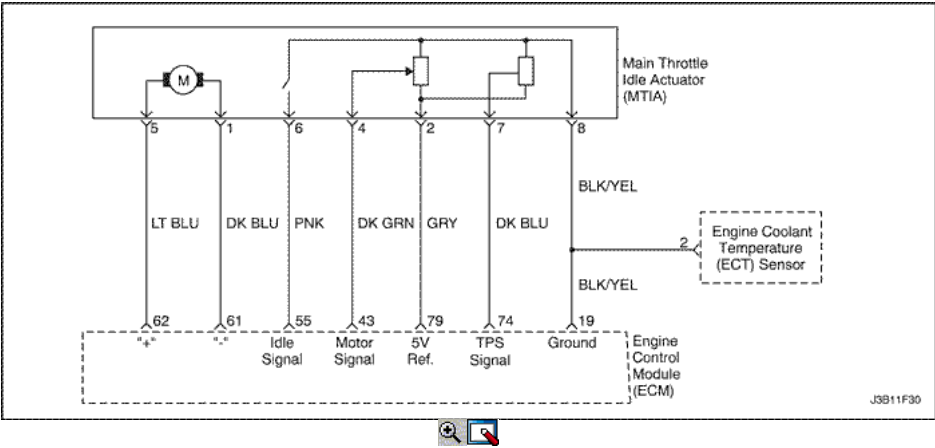 Main Throttle
Idle Actuator
(MTIA)
M
5 1 6 4 2 7 8
BLK/YEL
LT BLU DK BLU PNK DK GRN GRY DK BLU
2
Engine Coolant
Temperature
(ECT) Sensor
BLK/YEL
62 61 55 43 79 74 19
"+" "-" Idle Signal Motor Signal 5V Ref. TPS Signal Ground
Engine
Control
Module
(ECM)
J3B11F30